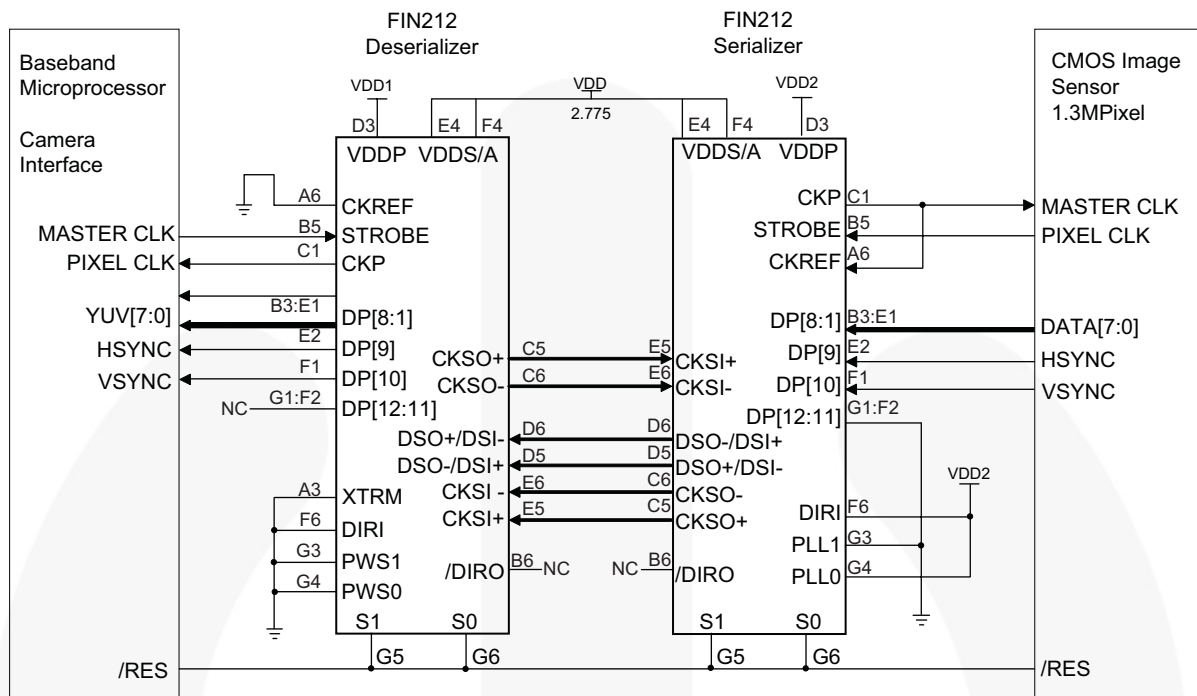 FIN212
Deserializer
FIN212
Serializer
Baseband
Microprocessor
Camera
Interface
CMOS Image
Sensor
1.3MPixel
VDD1
VDD
2.775
VDD2
D3
E4
F4
E4
F4
D3
VDDP
VDDS/A
VDDS/A
VDDP
A6
CKREF
CKP
C1
MASTER CLK
B5
STROBE
STROBE
B5
MASTER CLK
PIXEL CLK
C1
CKP
CKREF
A6
PIXEL CLK
YUV[7:0]
B3:E1
DP[8:1]
DP[8:1]
B3:E1
DATA[7:0]
HSYNC
E2
DP[9]
DP[9]
E2
HSYNC
VSYNC
F1
DP[10]
DP[10]
F1
VSYNC
NC
G1:F2
DP[12:11]
DP[12:11]
G1:F2
CKSO+
C5
E5
CKSI+
CKSO-
C6
E6
CKSI-
DSO+/DSI-
D6
D6
DSO-/DSI+
DSO-/DSI+
D5
D5
DSO+/DSI-
CKSI -
E6
C6
CKSO-
CKSI+
E5
C5
CKSO+
A3
XTRM
F6
DIRI
G3
PWS1
G4
PWS0
/DIRO
B6
NC
NC
B6
/DIRO
VDD2
DIRI
F6
PLL1
G3
PLL0
G4
S1
S0
S1
S0
G5
G6
G5
G6
/RES
/RES